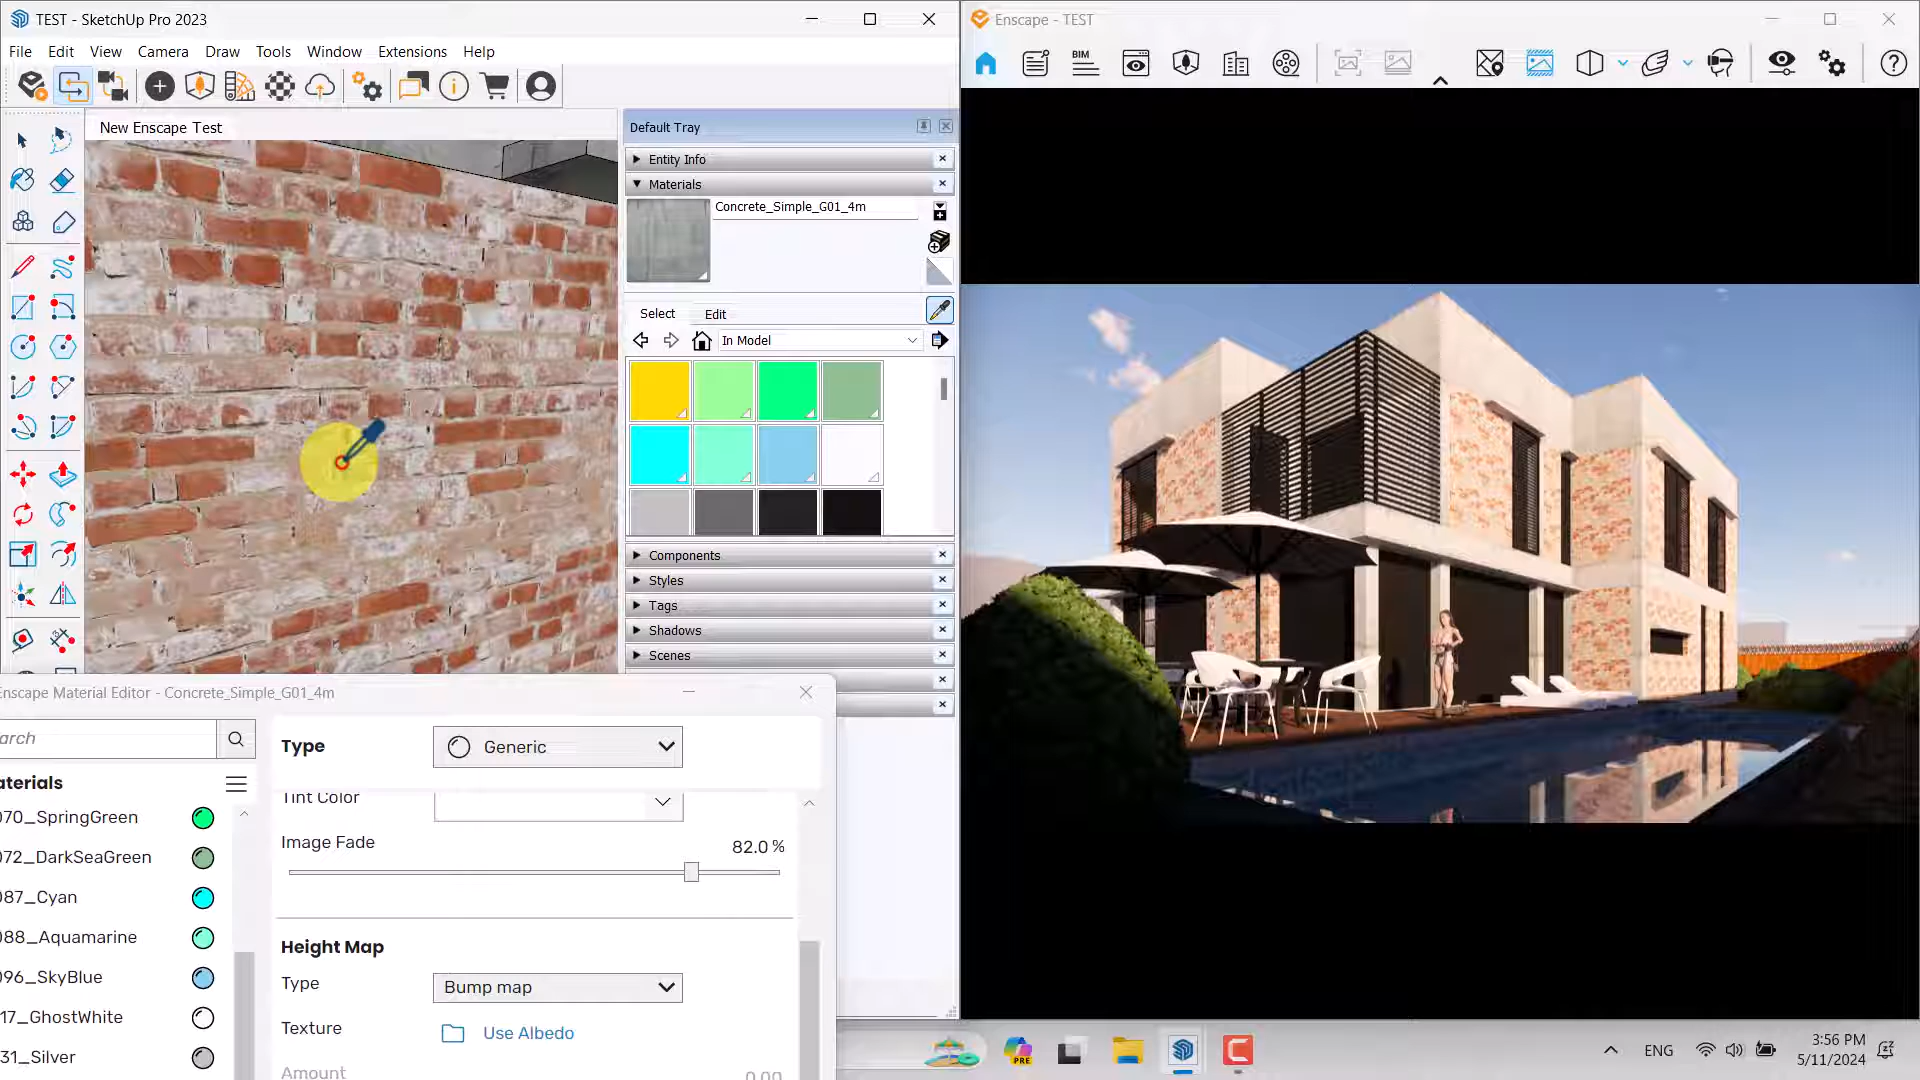 TEST - SketchUp Pro 2023
File Edit View Camera Draw Tools Window Extensions Help
New Enscape Test
Default Tray
Entity Info
Materials
Concrete_Simple_G01_4m
Select Edit
In Model
Components
Styles
Tags
Shadows
Scenes
Enscape - TEST
BIM
nscape Material Editor - Concrete_Simple_G01_4m
arch
aterials
070_SpringGreen
072_DarkSeaGreen
087_Cyan
088_Aquamarine
096_SkyBlue
17_GhostWhite
31_Silver
Type Generic
Tint Color
Image Fade 82.0 %
Height Map
Type Bump map
Texture Use Albedo
Amount 0.00
PRE
ENG
3:56 PM
5/11/2024